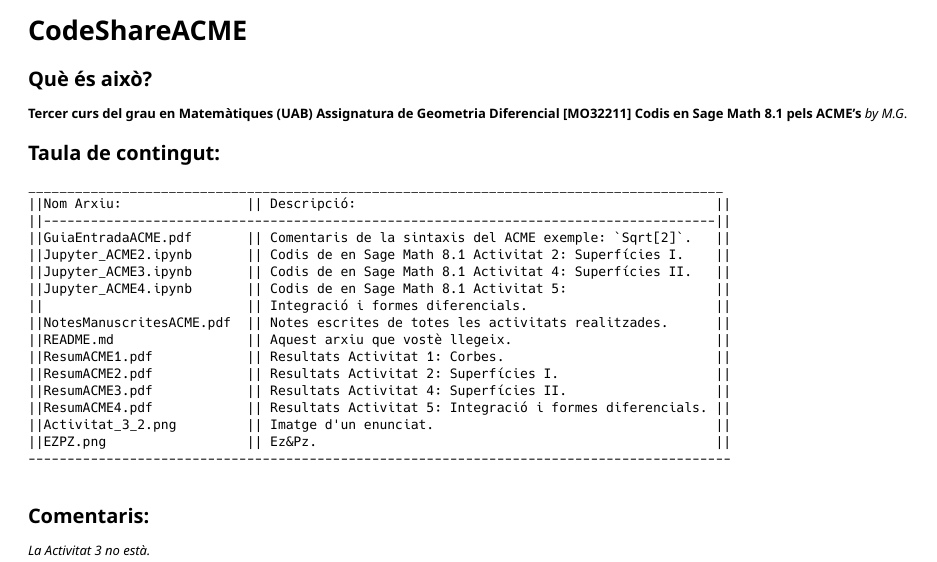 CodeShareACME
Què és això?
Tercer curs del grau en Matemàtiques (UAB) Assignatura de Geometria Diferencial [MO32211] Codis en Sage Math 8.1 pels ACME’s by M.G.
Taula de contingut:
||Nom Arxiu:                || Descripció:                                              ||
||--------------------------------------------------------------------------------------||
||GuiaEntradaACME.pdf       || Comentaris de la sintaxis del ACME exemple: `Sqrt[2]`.   ||
||Jupyter_ACME2.ipynb       || Codis de en Sage Math 8.1 Activitat 2: Superfícies I.    ||
||Jupyter_ACME3.ipynb       || Codis de en Sage Math 8.1 Activitat 4: Superfícies II.   ||
||Jupyter_ACME4.ipynb       || Codis de en Sage Math 8.1 Activitat 5:                   ||
||                          || Integració i formes diferencials.                        ||
||NotesManuscritesACME.pdf  || Notes escrites de totes les activitats realitzades.      ||
||README.md                 || Aquest arxiu que vostè llegeix.                          ||
||ResumACME1.pdf            || Resultats Activitat 1: Corbes.                           ||
||ResumACME2.pdf            || Resultats Activitat 2: Superfícies I.                    ||
||ResumACME3.pdf            || Resultats Activitat 4: Superfícies II.                   ||
||ResumACME4.pdf            || Resultats Activitat 5: Integració i formes diferencials. ||
||Activitat_3_2.png         || Imatge d'un enunciat.                                    ||
||EZPZ.png                  || Ez&Pz.                                                   ||
------------------------------------------------------------------------------------------
Comentaris:
La Activitat 3 no està.